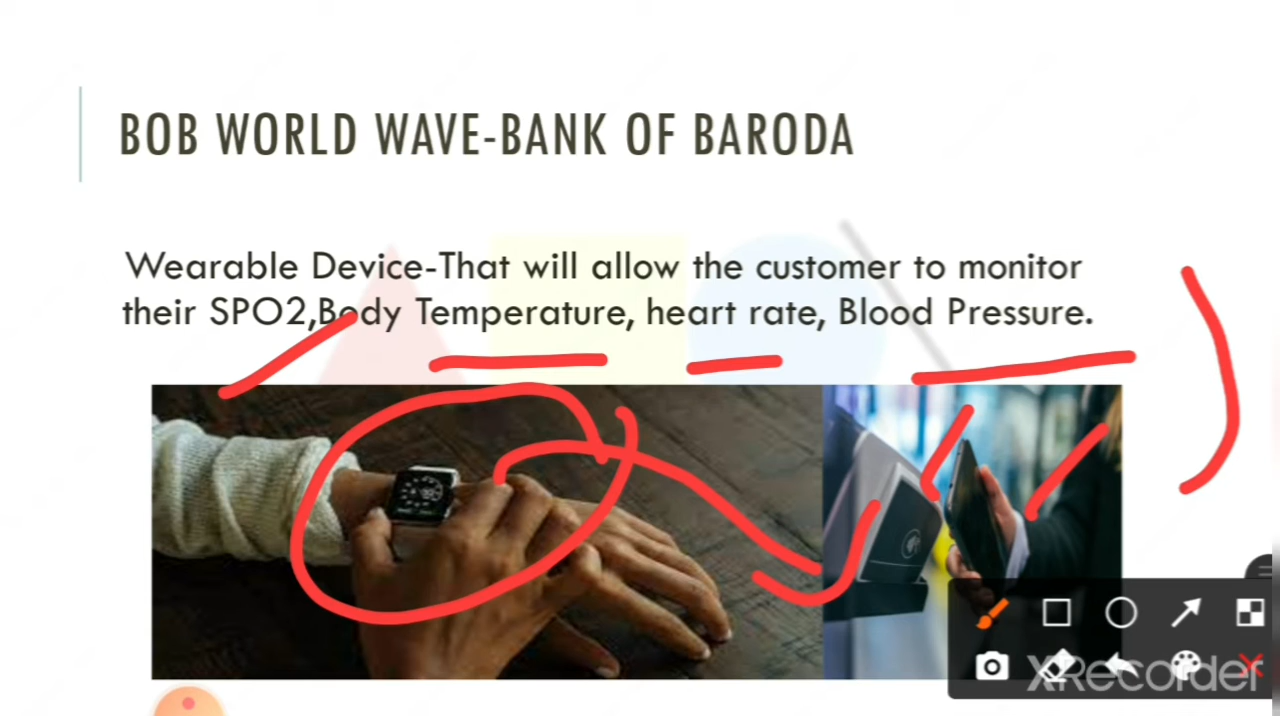 BOB WORLD WAVE-BANK OF BARODA
Wearable Device-That will allow the customer to monitor
their SPO2,Body Temperature, heart rate, Blood Pressure.
XRecorder